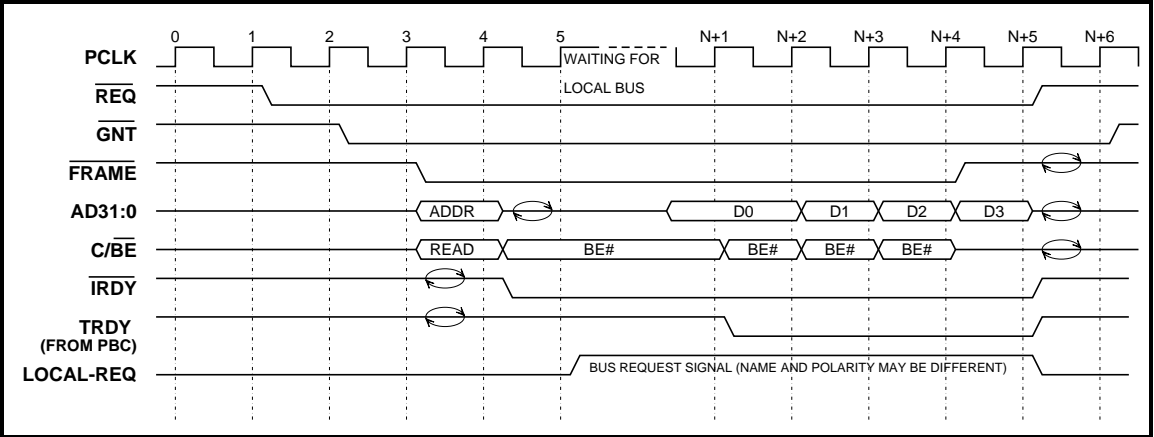 0 1 2 3 4 5 N+1 N+2 N+3 N+4 N+5 N+6
PCLK WAITING FOR
REQ LOCAL BUS
GNT
FRAME
AD31:0 ADDR D0 D1 D2 D3
C/BE READ BE# BE# BE# BE#
IRDY
TRDY
(FROM PBC)
LOCAL-REQ BUS REQUEST SIGNAL (NAME AND POLARITY MAY BE DIFFERENT)